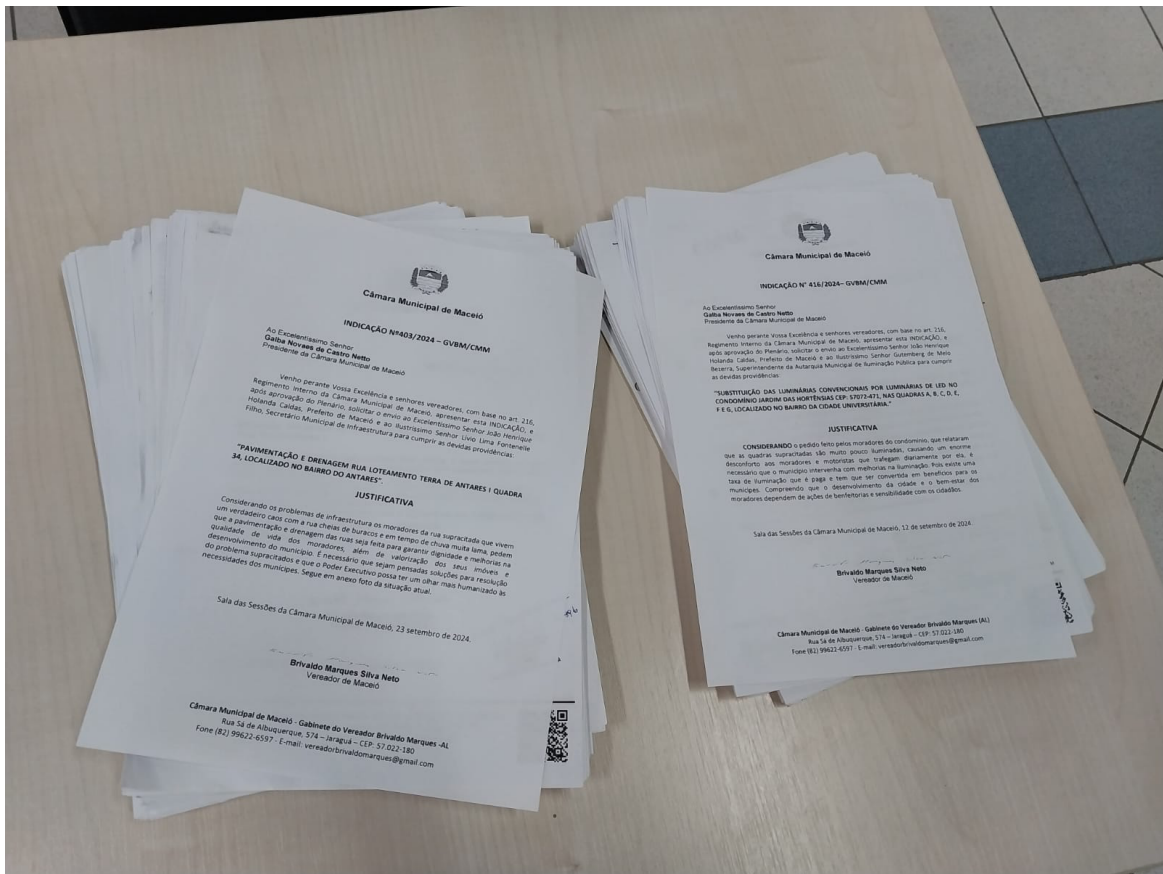 Câmara Municipal de Maceió
INDICAÇÃO Nº403/2024 – GVBM/CMM
Ao Excelentíssimo Senhor
Galba Novaes de Castro Netto
Presidente da Câmara Municipal de Maceió
Venho perante Vossa Excelência e senhores vereadores, com base no art. 216,
Regimento Interno da Câmara Municipal de Maceió, apresentar esta INDICAÇÃO, e
após aprovação do Plenário, solicitar o envio ao Excelentíssimo Senhor João Henrique
Holanda Caldas, Prefeito de Maceió e ao Ilustríssimo Senhor Lívio Lima Fontenelle
Filho, Secretário Municipal de Infraestrutura para cumprir as devidas providências:
"PAVIMENTAÇÃO E DRENAGEM RUA LOTEAMENTO TERRA DE ANTARES I QUADRA
34, LOCALIZADO NO BAIRRO DO ANTARES".
JUSTIFICATIVA
Considerando os problemas de infraestrutura os moradores da rua supracitada que vivem
um verdadeiro caos com a rua cheias de buracos e em tempo de chuva muita lama, pedem
que a pavimentação e drenagem das ruas seja feita para garantir dignidade e melhorias na
qualidade de vida dos moradores, além de valorização dos seus imóveis e
desenvolvimento do município. É necessário que sejam pensadas soluções para resolução
do problema supracitados e que o Poder Executivo possa ter um olhar mais humanizado às
necessidades dos munícipes. Segue em anexo foto da situação atual.
Sala das Sessões da Câmara Municipal de Maceió, 23 setembro de 2024.
Brivaldo Marques Silva Neto
Vereador de Maceió
Câmara Municipal de Maceió - Gabinete do Vereador Brivaldo Marques -AL
Rua Sá de Albuquerque, 574 – Jaraguá – CEP: 57.022-180
Fone (82) 99622-6597 - E-mail: vereadorbrivaldomarques@gmail.com
Câmara Municipal de Maceió
INDICAÇÃO N° 416/2024– GVBM/CMM
Ao Excelentíssimo Senhor
Galba Novaes de Castro Netto
Presidente da Câmara Municipal de Maceió
Venho perante Vossa Excelência e senhores vereadores, com base no art. 216,
Regimento Interno da Câmara Municipal de Maceió, apresentar esta INDICAÇÃO, e
após aprovação do Plenário, solicitar o envio ao Excelentíssimo Senhor João Henrique
Holanda Caldas, Prefeito de Maceió e ao Ilustríssimo Senhor Gutemberg de Melo
Bezerra, Superintendente da Autarquia Municipal de Iluminação Pública para cumprir
as devidas providências:
"SUBSTITUIÇÃO DAS LUMINÁRIAS CONVENCIONAIS POR LUMINÁRIAS DE LED NO
CONDOMÍNIO JARDIM DAS HORTÊNSIAS CEP: 57072-471, NAS QUADRAS A, B, C, D, E,
F E G, LOCALIZADO NO BAIRRO DA CIDADE UNIVERSITÁRIA."
JUSTIFICATIVA
CONSIDERANDO o pedido feito pelos moradores do condomínio, que relataram
que as quadras supracitadas são muito pouco iluminadas, causando um enorme
desconforto aos moradores e motoristas que trafegam diariamente por ela, é
necessário que o município intervenha com melhorias na iluminação. Pois existe uma
taxa de iluminação que é paga e tem que ser convertida em benefícios para os
munícipes. Compreendo que o desenvolvimento da cidade e o bem-estar dos
moradores dependem de ações de benfeitorias e sensibilidade com os cidadãos.
Sala das Sessões da Câmara Municipal de Maceió, 12 de setembro de 2024.
Brivaldo Marques Silva Neto
Vereador de Maceió
Câmara Municipal de Maceió - Gabinete do Vereador Brivaldo Marques (AL)
Rua Sá de Albuquerque, 574 – Jaraguá – CEP: 57.022-180
Fone (82) 99622-6597 - E-mail: vereadorbrivaldomarques@gmail.com